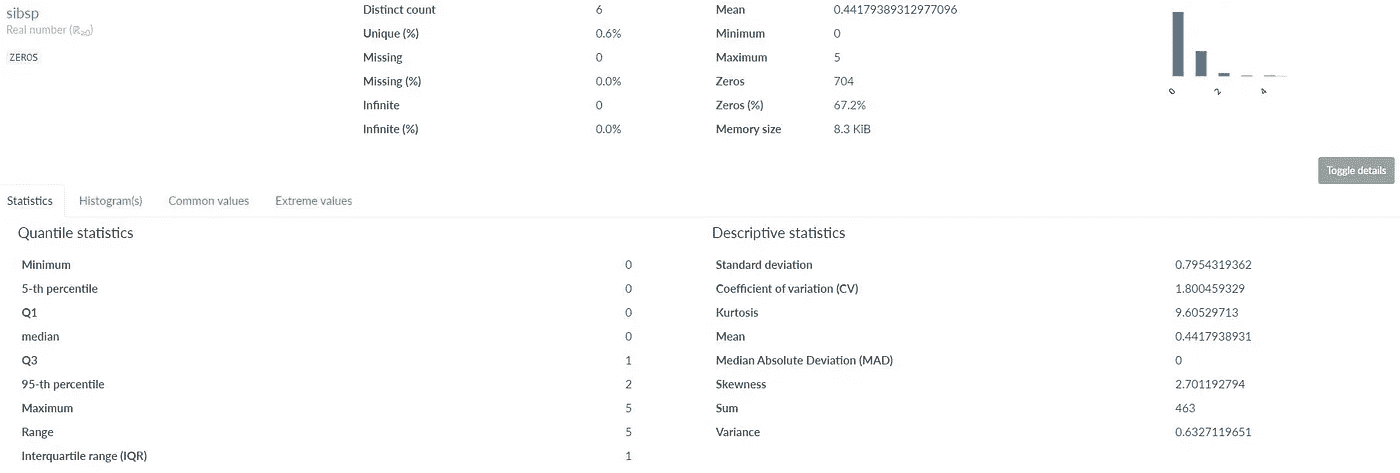 sibsp Distinct count 6 Mean 0.44179389312977096
Real number (ℝ≥0) Unique (%) 0.6% Minimum 0
ZEROS Missing 0 Maximum 5
Missing (%) 0.0% Zeros 704
Infinite 0 Zeros (%) 67.2%
Infinite (%) 0.0% Memory size 8.3 KiB
0 2 4
Toggle details
Statistics Histogram(s) Common values Extreme values
Quantile statistics Descriptive statistics
Minimum 0 Standard deviation 0.7954319362
5-th percentile 0 Coefficient of variation (CV) 1.800459329
Q1 0 Kurtosis 9.60529713
median 0 Mean 0.4417938931
Q3 1 Median Absolute Deviation (MAD) 0
95-th percentile 2 Skewness 2.701192794
Maximum 5 Sum 463
Range 5 Variance 0.6327119651
Interquartile range (IQR) 1